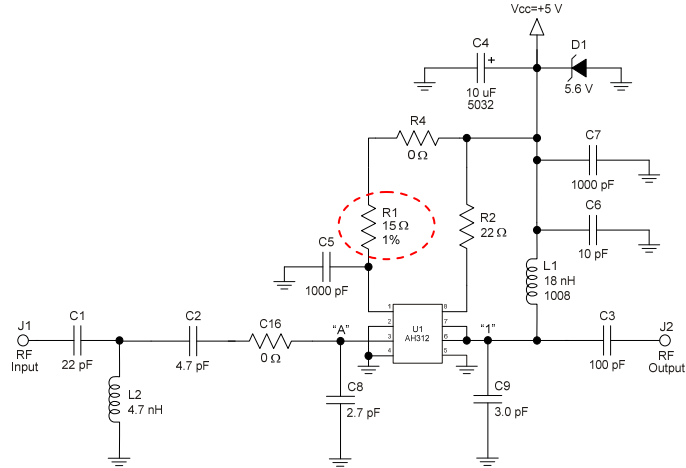 Vcc=+5 V
C4
+
10 uF
5032
D1
5.6 V
R4
0 Ω
C7
1000 pF
R1
15 Ω
1%
R2
22 Ω
C6
10 pF
C5
1000 pF
L1
18 nH
1008
1
2
3
4
U1
AH312
8
7
6
5
J1
RF
Input
C1
22 pF
C2
4.7 pF
C16
0 Ω
"A"
"1"
C3
100 pF
J2
RF
Output
L2
4.7 nH
C8
2.7 pF
C9
3.0 pF